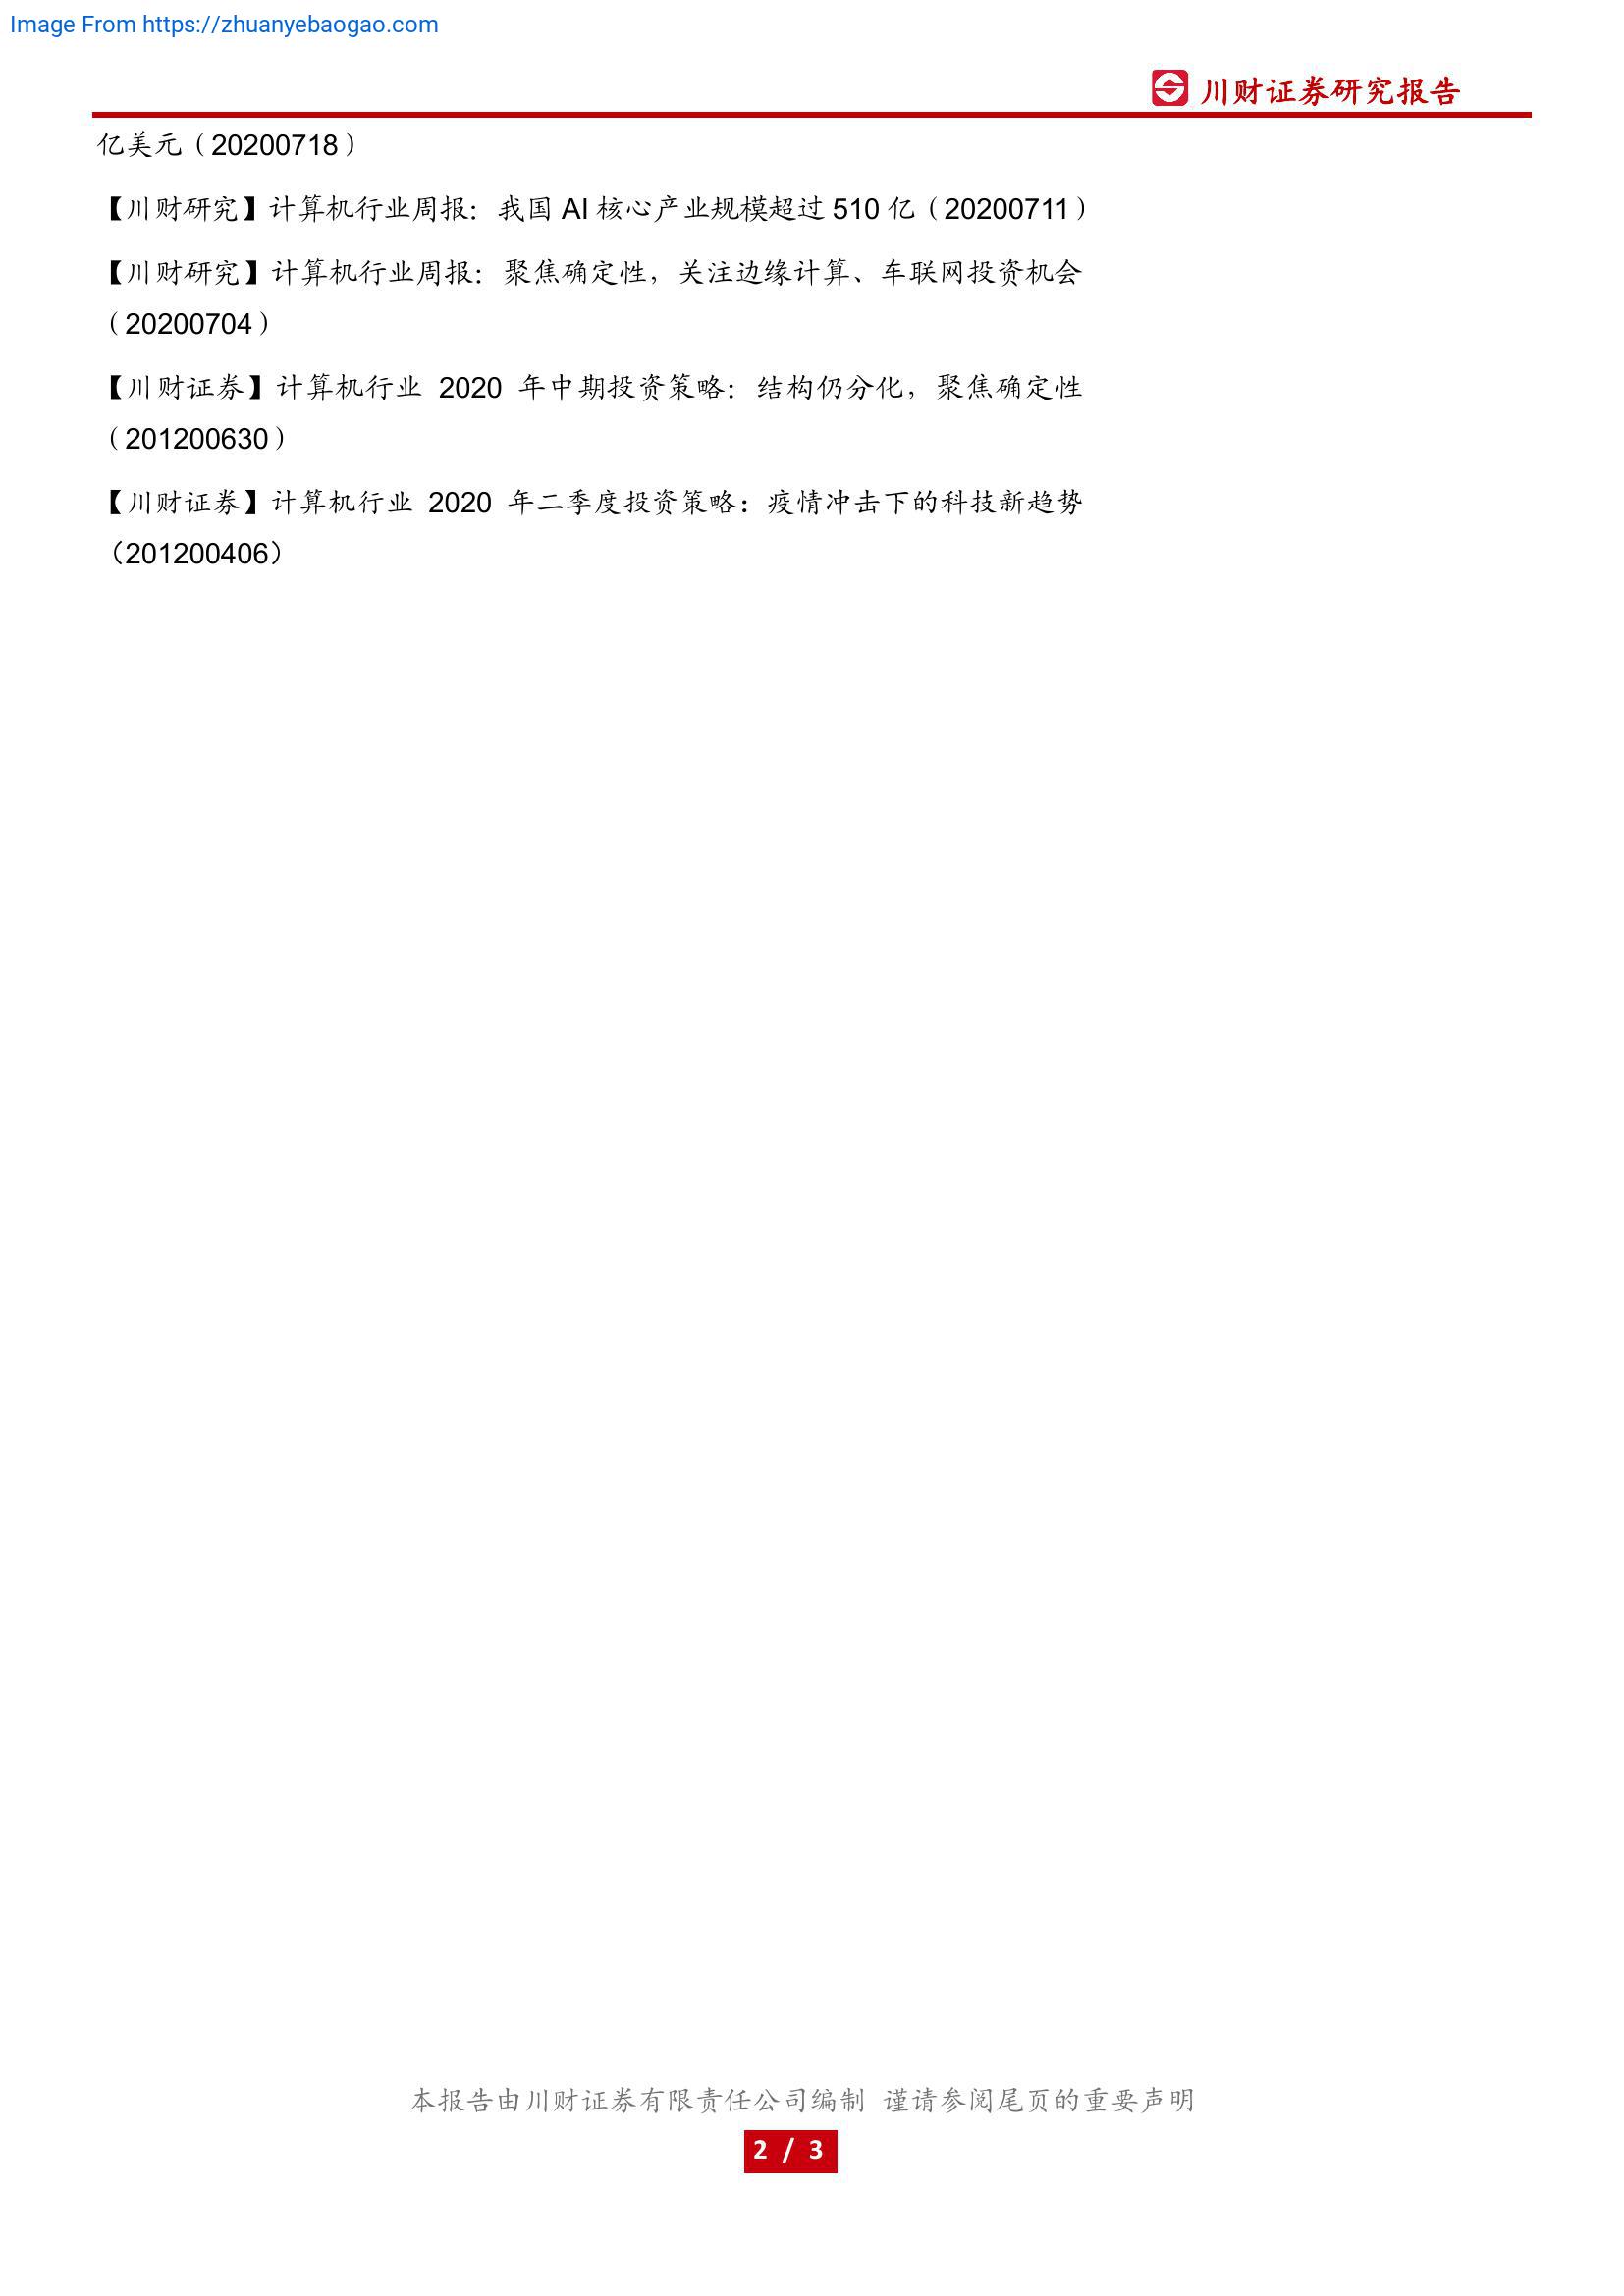 Image From https://zhuanyebaogao.com
川财证券研究报告
亿美元（20200718）
【川财研究】计算机行业周报：我国 AI 核心产业规模超过 510 亿（20200711）
【川财研究】计算机行业周报：聚焦确定性，关注边缘计算、车联网投资机会
（20200704）
【川财证券】计算机行业 2020 年中期投资策略：结构仍分化，聚焦确定性
（201200630）
【川财证券】计算机行业 2020 年二季度投资策略：疫情冲击下的科技新趋势
（201200406）
本报告由川财证券有限责任公司编制 谨请参阅尾页的重要声明
2 / 3